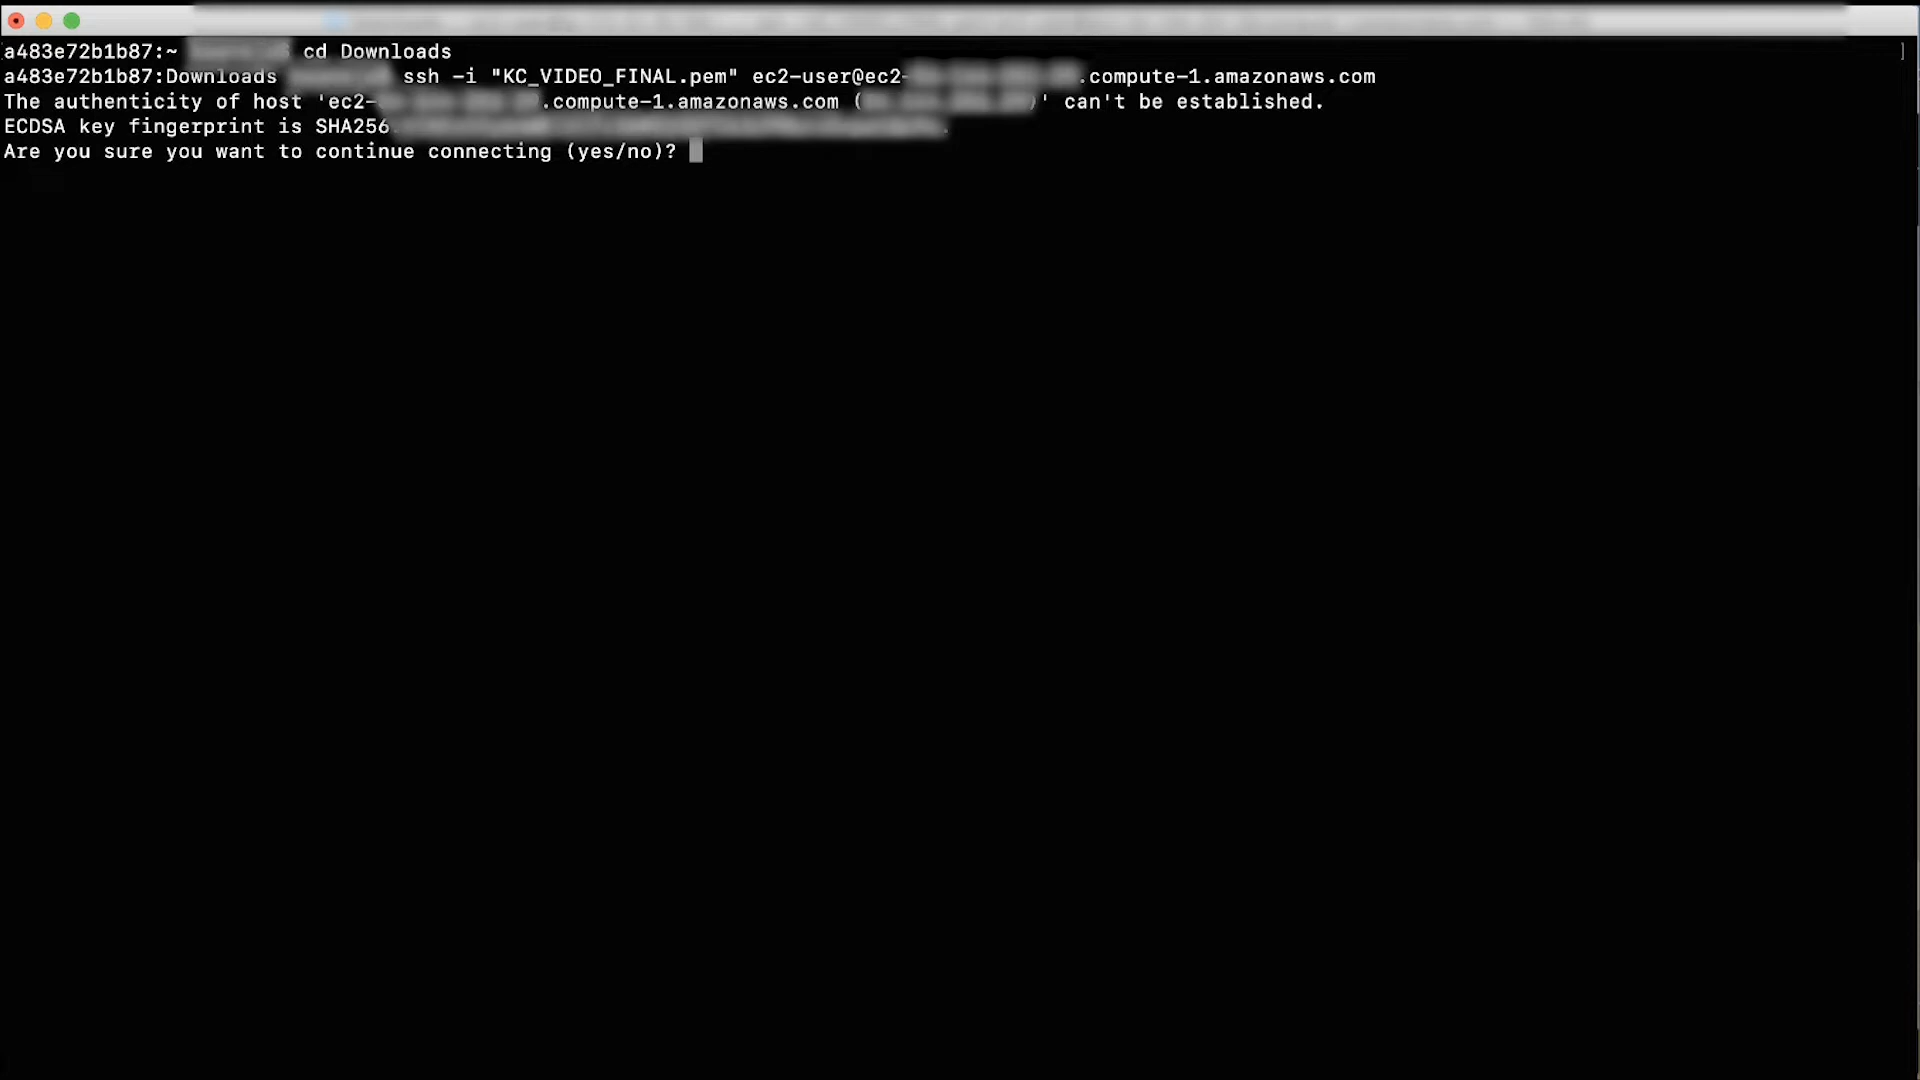 a483e72b1b87:~ cd Downloads
a483e72b1b87:Downloads ssh -i "KC_VIDEO_FINAL.pem" ec2-user@ec2- .compute-1.amazonaws.com
The authenticity of host 'ec2- .compute-1.amazonaws.com ( )' can't be established.
ECDSA key fingerprint is SHA256
Are you sure you want to continue connecting (yes/no)?